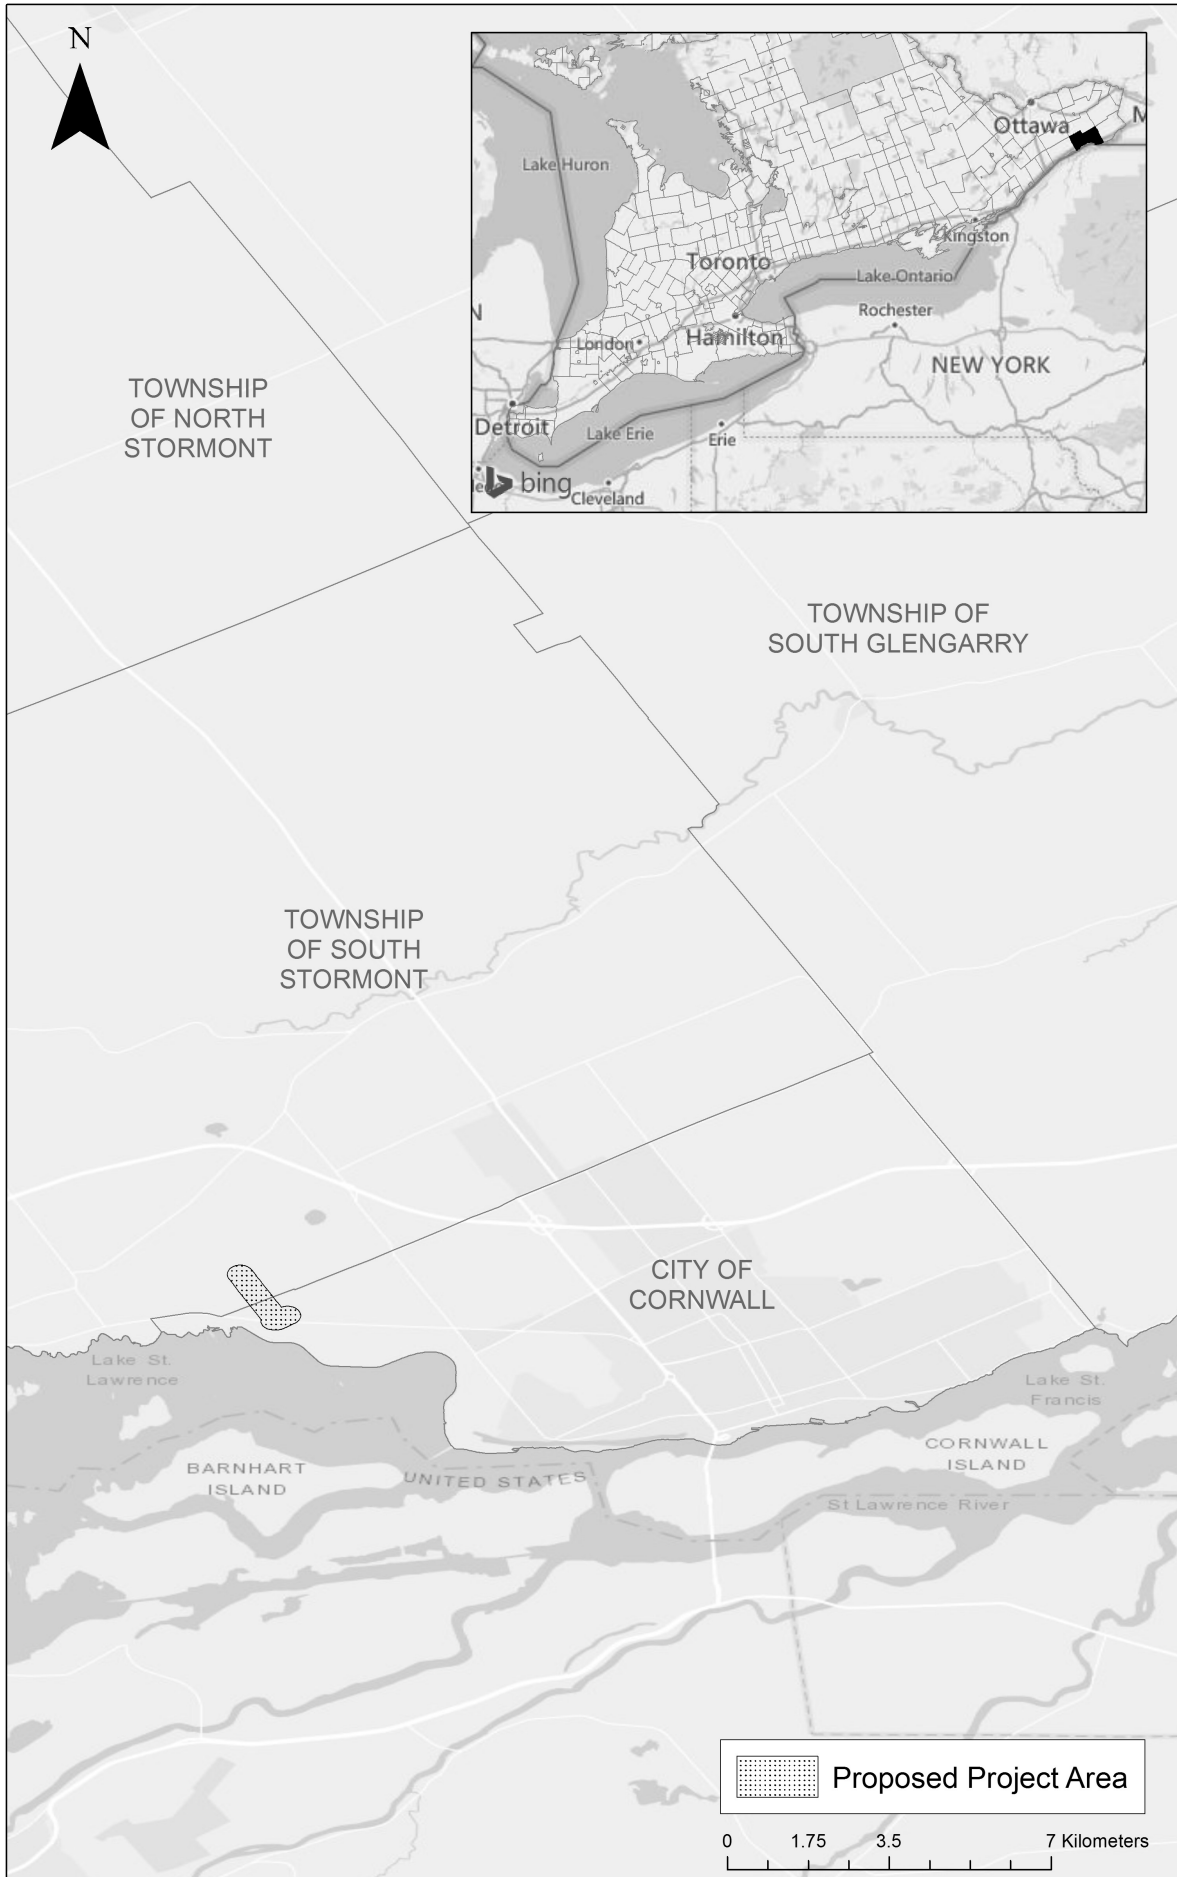 N
Lake Huron
Ottawa
M
Kingston
Toronto
Lake Ontario
Rochester
N
London
Hamilton
NEW YORK
Detroit
Lake Erie
Erie
bing
Cleveland
TOWNSHIP
OF NORTH
STORMONT
TOWNSHIP OF
SOUTH GLENGARRY
TOWNSHIP
OF SOUTH
STORMONT
CITY OF
CORNWALL
Lake St.
Lawrence
Lake St.
Francis
CORNWALL
ISLAND
BARNHART
ISLAND
UNITED STATES
St Lawrence River
Proposed Project Area
0 1.75 3.5 7 Kilometers